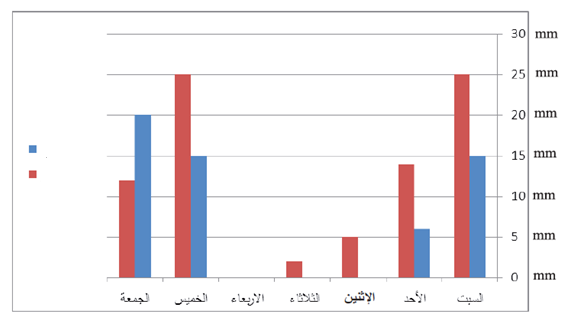 30 mm
25 mm
20 mm
15 mm
10 mm
5 mm
0 mm
السبت الأحد الإثنين الثلاثاء الاربعاء الخميس الجمعة